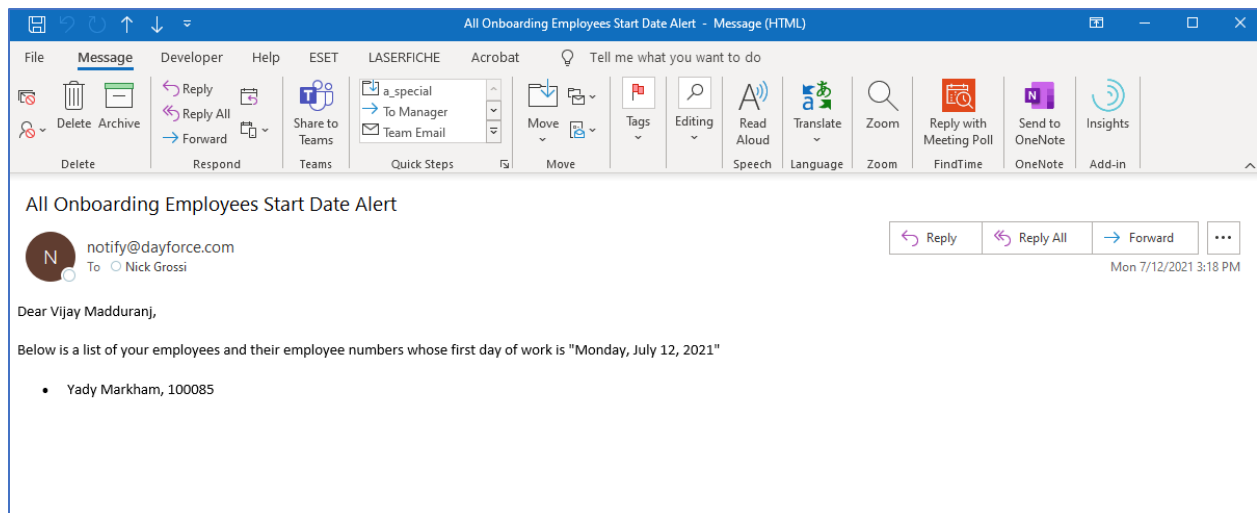 All Onboarding Employees Start Date Alert - Message (HTML)
File Message Developer Help ESET LASERFICHE Acrobat Tell me what you want to do
Delete Archive
Reply
Reply All
Forward
Share to Teams
a_special
To Manager
Team Email
Move
Tags
Editing
Read Aloud
Translate
Zoom
Reply with Meeting Poll
Send to OneNote
Insights
Delete Respond Teams Quick Steps Move Speech Language Zoom FindTime OneNote Add-in
All Onboarding Employees Start Date Alert
N
notify@dayforce.com
To Nick Grossi
Reply Reply All Forward
Mon 7/12/2021 3:18 PM
Dear Vijay Madduranj,
Below is a list of your employees and their employee numbers whose first day of work is "Monday, July 12, 2021"
• Yady Markham, 100085